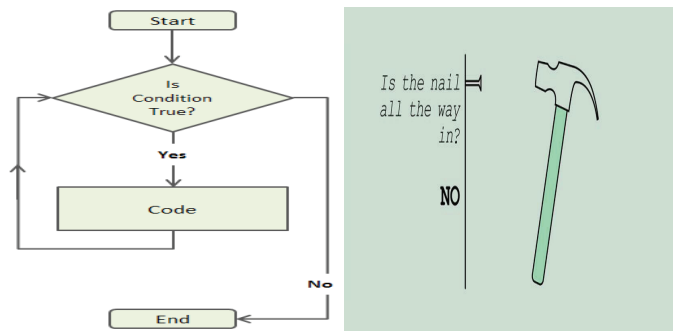 Start
Is
Condition
True?
Yes
Code
No
End
Is the nail
all the way
in?
NO